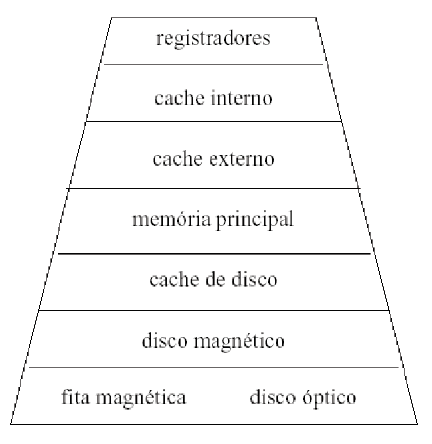 registradores
cache interno
cache externo
memória principal
cache de disco
disco magnético
fita magnética disco óptico